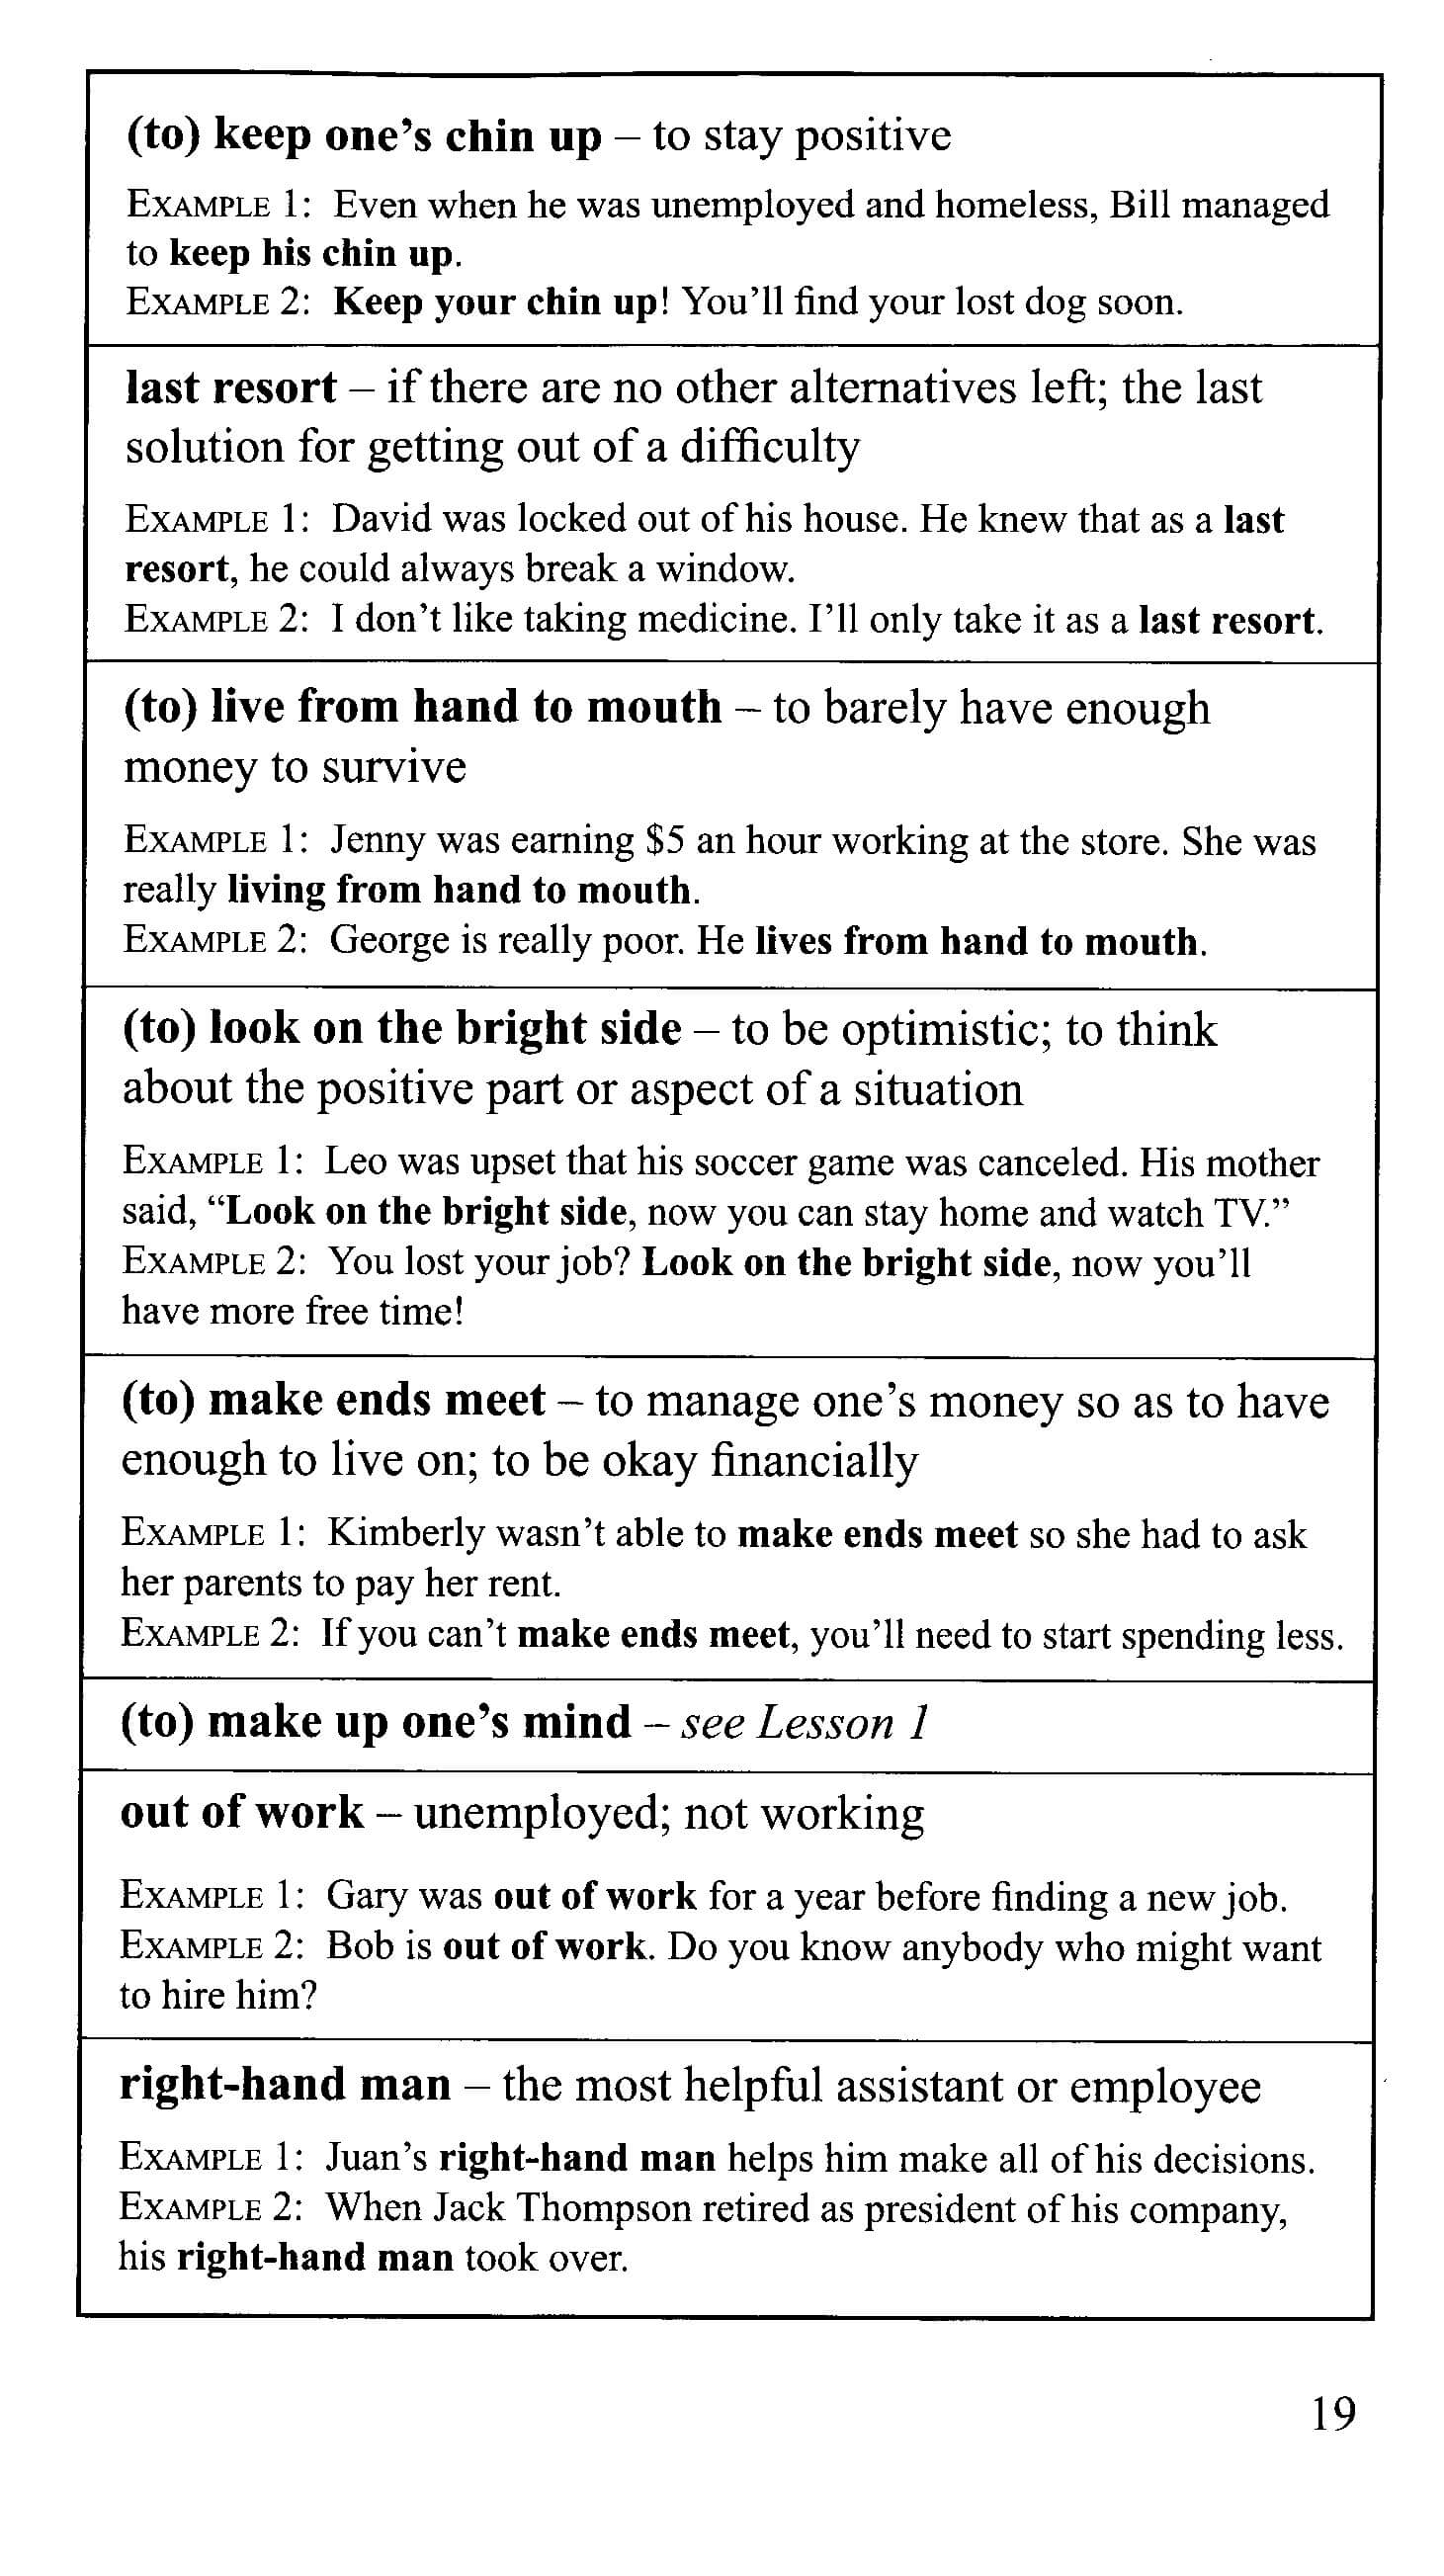 (to) keep one’s chin up – to stay positive
EXAMPLE 1: Even when he was unemployed and homeless, Bill managed
to keep his chin up.
EXAMPLE 2: Keep your chin up! You’ll find your lost dog soon.
last resort – if there are no other alternatives left; the last
solution for getting out of a difficulty
EXAMPLE 1: David was locked out of his house. He knew that as a last
resort, he could always break a window.
EXAMPLE 2: I don’t like taking medicine. I’ll only take it as a last resort.
(to) live from hand to mouth – to barely have enough
money to survive
EXAMPLE 1: Jenny was earning $5 an hour working at the store. She was
really living from hand to mouth.
EXAMPLE 2: George is really poor. He lives from hand to mouth.
(to) look on the bright side – to be optimistic; to think
about the positive part or aspect of a situation
EXAMPLE 1: Leo was upset that his soccer game was canceled. His mother
said, “Look on the bright side, now you can stay home and watch TV.”
EXAMPLE 2: You lost your job? Look on the bright side, now you’ll
have more free time!
(to) make ends meet – to manage one’s money so as to have
enough to live on; to be okay financially
EXAMPLE 1: Kimberly wasn’t able to make ends meet so she had to ask
her parents to pay her rent.
EXAMPLE 2: If you can’t make ends meet, you’ll need to start spending less.
(to) make up one’s mind – see Lesson 1
out of work – unemployed; not working
EXAMPLE 1: Gary was out of work for a year before finding a new job.
EXAMPLE 2: Bob is out of work. Do you know anybody who might want
to hire him?
right-hand man – the most helpful assistant or employee
EXAMPLE 1: Juan’s right-hand man helps him make all of his decisions.
EXAMPLE 2: When Jack Thompson retired as president of his company,
his right-hand man took over.
19